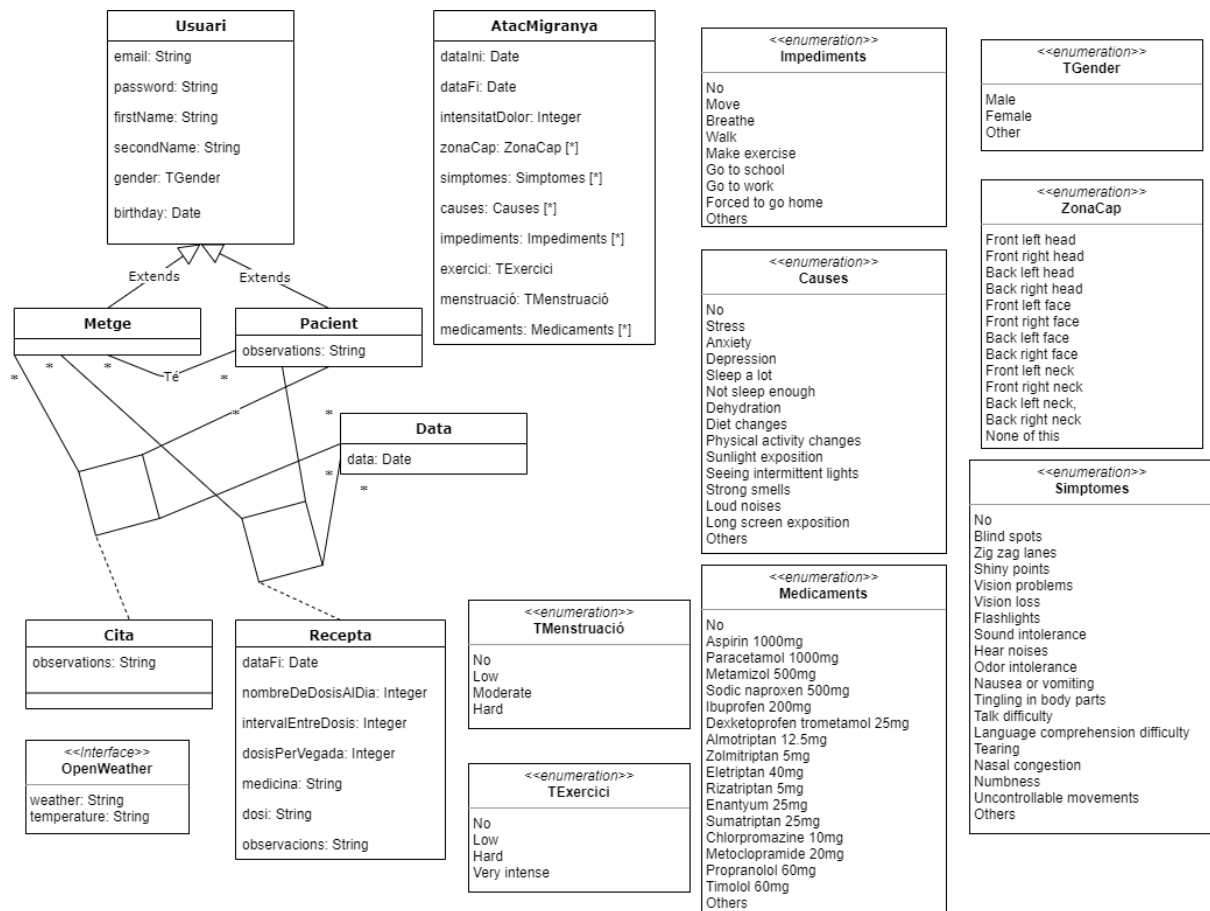 Usuari
email: String
password: String
firstName: String
secondName: String
gender: TGender
birthday: Date
AtacMigranya
dataIni: Date
dataFi: Date
intensitatDolor: Integer
zonaCap: ZonaCap [*]
simptomes: Simptomes [*]
causes: Causes [*]
impediments: Impediments [*]
exercici: TExercici
menstruació: TMenstruació
medicaments: Medicaments [*]
<<enumeration>>
Impediments
No
Move
Breathe
Walk
Make exercise
Go to school
Go to work
Forced to go home
Others
<<enumeration>>
TGender
Male
Female
Other
<<enumeration>>
ZonaCap
Front left head
Front right head
Back left head
Back right head
Front left face
Front right face
Back left face
Back right face
Front left neck
Front right neck
Back left neck,
Back right neck
None of this
Extends
Extends
Metge
Pacient
observations: String
*
*
*
Té
*
*
*
Data
data: Date
*
*
<<enumeration>>
Causes
No
Stress
Anxiety
Depression
Sleep a lot
Not sleep enough
Dehydration
Diet changes
Physical activity changes
Sunlight exposition
Seeing intermittent lights
Strong smells
Loud noises
Long screen exposition
Others
<<enumeration>>
Simptomes
No
Blind spots
Zig zag lanes
Shiny points
Vision problems
Vision loss
Flashlights
Sound intolerance
Hear noises
Odor intolerance
Nausea or vomiting
Tingling in body parts
Talk difficulty
Language comprehension difficulty
Tearing
Nasal congestion
Numbness
Uncontrollable movements
Others
<<enumeration>>
Medicaments
No
Aspirin 1000mg
Paracetamol 1000mg
Metamizol 500mg
Sodic naproxen 500mg
Ibuprofen 200mg
Dexketoprofen trometamol 25mg
Almotriptan 12.5mg
Zolmitriptan 5mg
Eletriptan 40mg
Rizatriptan 5mg
Enantyum 25mg
Sumatriptan 25mg
Chlorpromazine 10mg
Metoclopramide 20mg
Propranolol 60mg
Timolol 60mg
Others
Cita
observations: String
Recepta
dataFi: Date
nombreDeDosisAlDia: Integer
intervalEntreDosis: Integer
dosisPerVegada: Integer
medicina: String
dosi: String
observacions: String
<<enumeration>>
TMenstruació
No
Low
Moderate
Hard
<<Interface>>
OpenWeather
weather: String
temperature: String
<<enumeration>>
TExercici
No
Low
Hard
Very intense